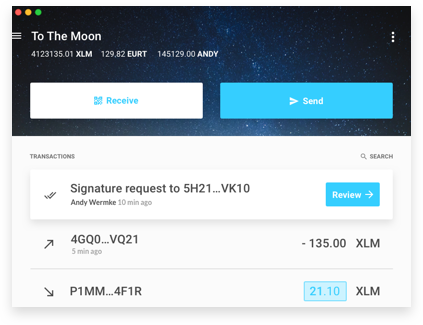 To The Moon
4123135.01 XLM 129,82 EURT 145129.00 ANDY
Receive Send
TRANSACTIONS SEARCH
Signature request to 5H21...VK10
Andy Wermke 10 min ago
Review
4GQ0...VQ21 - 135.00 XLM
5 min ago
P1MM...4F1R 21.10 XLM